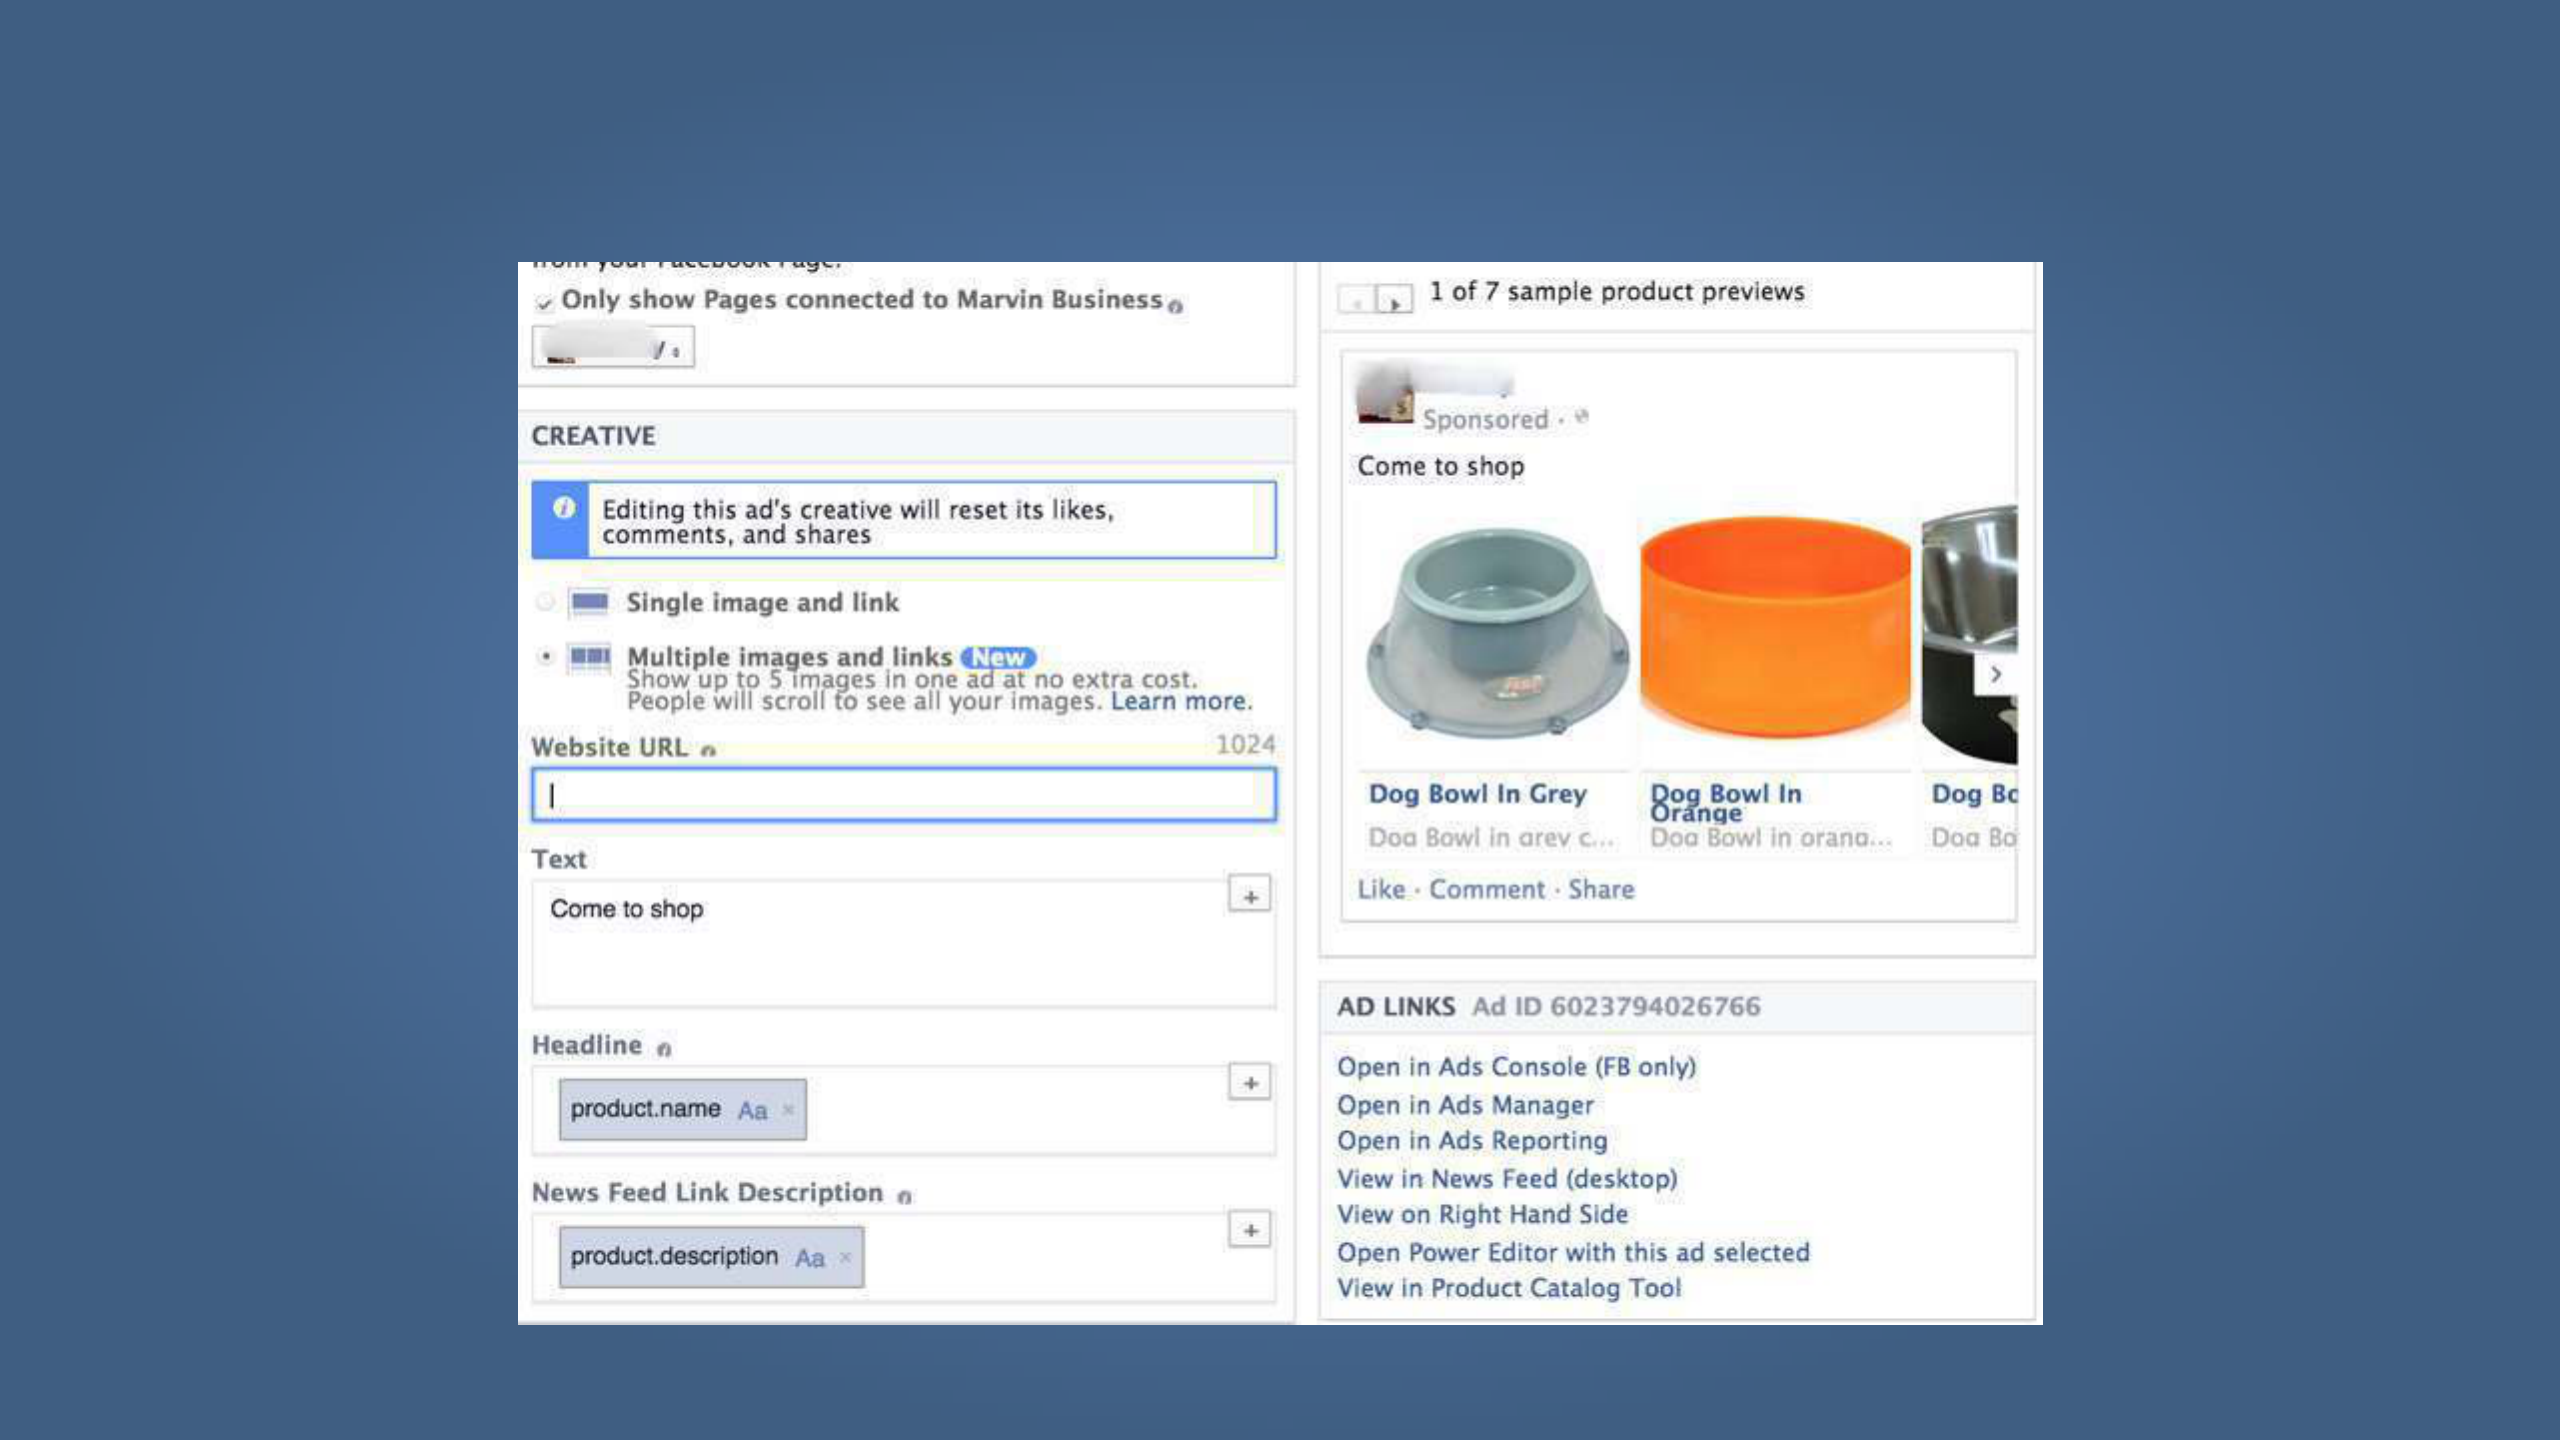 from your Facebook Page.
Only show Pages connected to Marvin Business
CREATIVE
Editing this ad's creative will reset its likes,
comments, and shares
Single image and link
Multiple images and links New
Show up to 5 images in one ad at no extra cost.
People will scroll to see all your images. Learn more.
Website URL 1024
Text
Come to shop
+
Headline
product.name Aa ×
+
News Feed Link Description
product.description Aa ×
+
1 of 7 sample product previews
Sponsored ·
Come to shop
Dog Bowl In Grey
Dog Bowl in grey c...
Dog Bowl In
Orange
Dog Bowl in orang...
Dog Bo
Dog Bo
Like · Comment · Share
AD LINKS Ad ID 6023794026766
Open in Ads Console (FB only)
Open in Ads Manager
Open in Ads Reporting
View in News Feed (desktop)
View on Right Hand Side
Open Power Editor with this ad selected
View in Product Catalog Tool